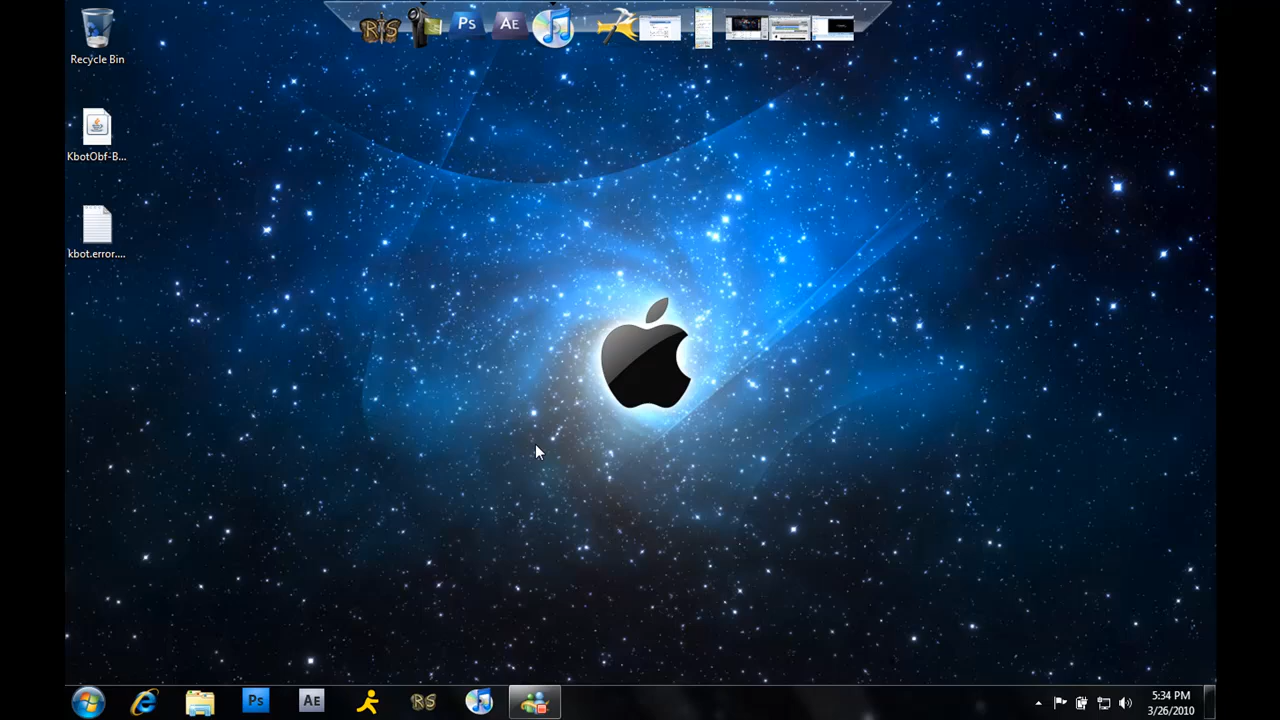 RS
Ps
AE
Recycle Bin
KbotObf-B...
kbot.error....
Ps
AE
RS
5:34 PM
3/26/2010